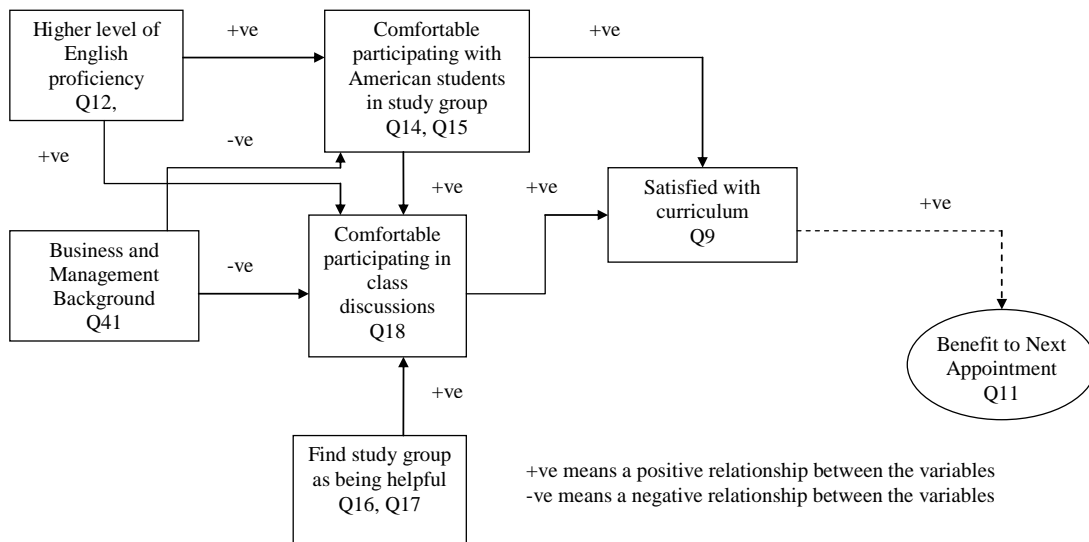 Higher level of
English
proficiency
Q12,
+ve
Comfortable
participating with
American students
in study group
Q14, Q15
+ve
+ve
-ve
+ve
+ve
Satisfied with
curriculum
Q9
+ve
Business and
Management
Background
Q41
-ve
Comfortable
participating in
class
discussions
Q18
Benefit to Next
Appointment
Q11
+ve
Find study group
as being helpful
Q16, Q17
+ve means a positive relationship between the variables
-ve means a negative relationship between the variables